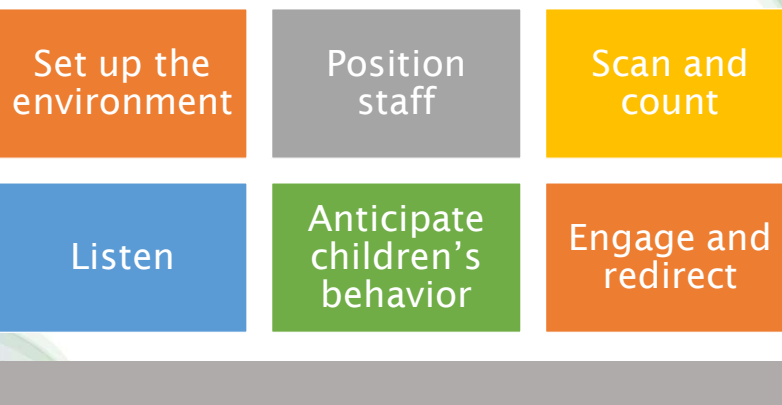 Set up the
environment
Position
staff
Scan and
count
Listen
Anticipate
children’s
behavior
Engage and
redirect